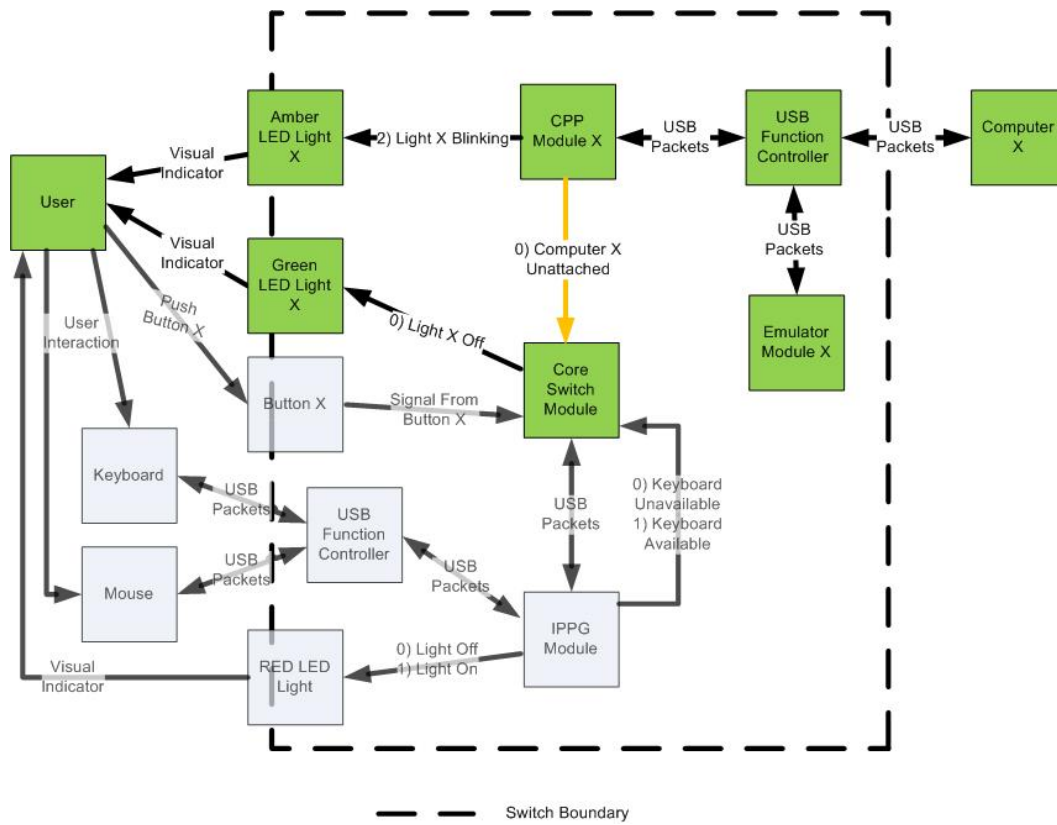 Amber
LED Light
X
2) Light X Blinking
CPP
Module X
USB
Packets
USB
Function
Controller
USB
Packets
Computer
X
Visual
Indicator
User
Visual
Indicator
Green
LED Light
X
0) Computer X
Unattached
USB
Packets
Push
Button X
0) Light X Off
Emulator
Module X
User
Interaction
Button X
Signal From
Button X
Core
Switch
Module
Keyboard
USB
Packets
USB
Function
Controller
USB
Packets
0) Keyboard
Unavailable
1) Keyboard
Available
Mouse
USB
Packets
USB
Packets
IPPG
Module
Visual
Indicator
RED LED
Light
0) Light Off
1) Light On
Switch Boundary